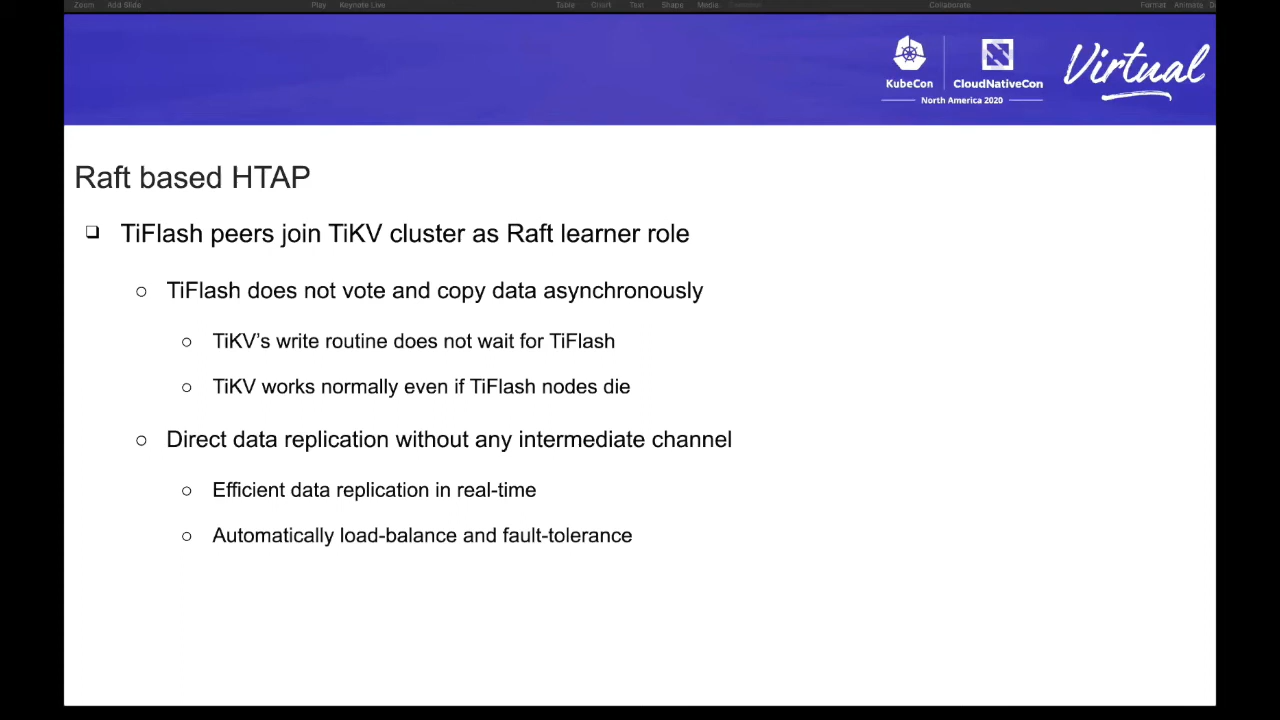 Zoom Add Slide Play Keynote Live Table Chart Text Shape Media Collaborate Format Animate
KubeCon CloudNativeCon
North America 2020
Virtual
Raft based HTAP
❑ TiFlash peers join TiKV cluster as Raft learner role
○ TiFlash does not vote and copy data asynchronously
○ TiKV’s write routine does not wait for TiFlash
○ TiKV works normally even if TiFlash nodes die
○ Direct data replication without any intermediate channel
○ Efficient data replication in real-time
○ Automatically load-balance and fault-tolerance